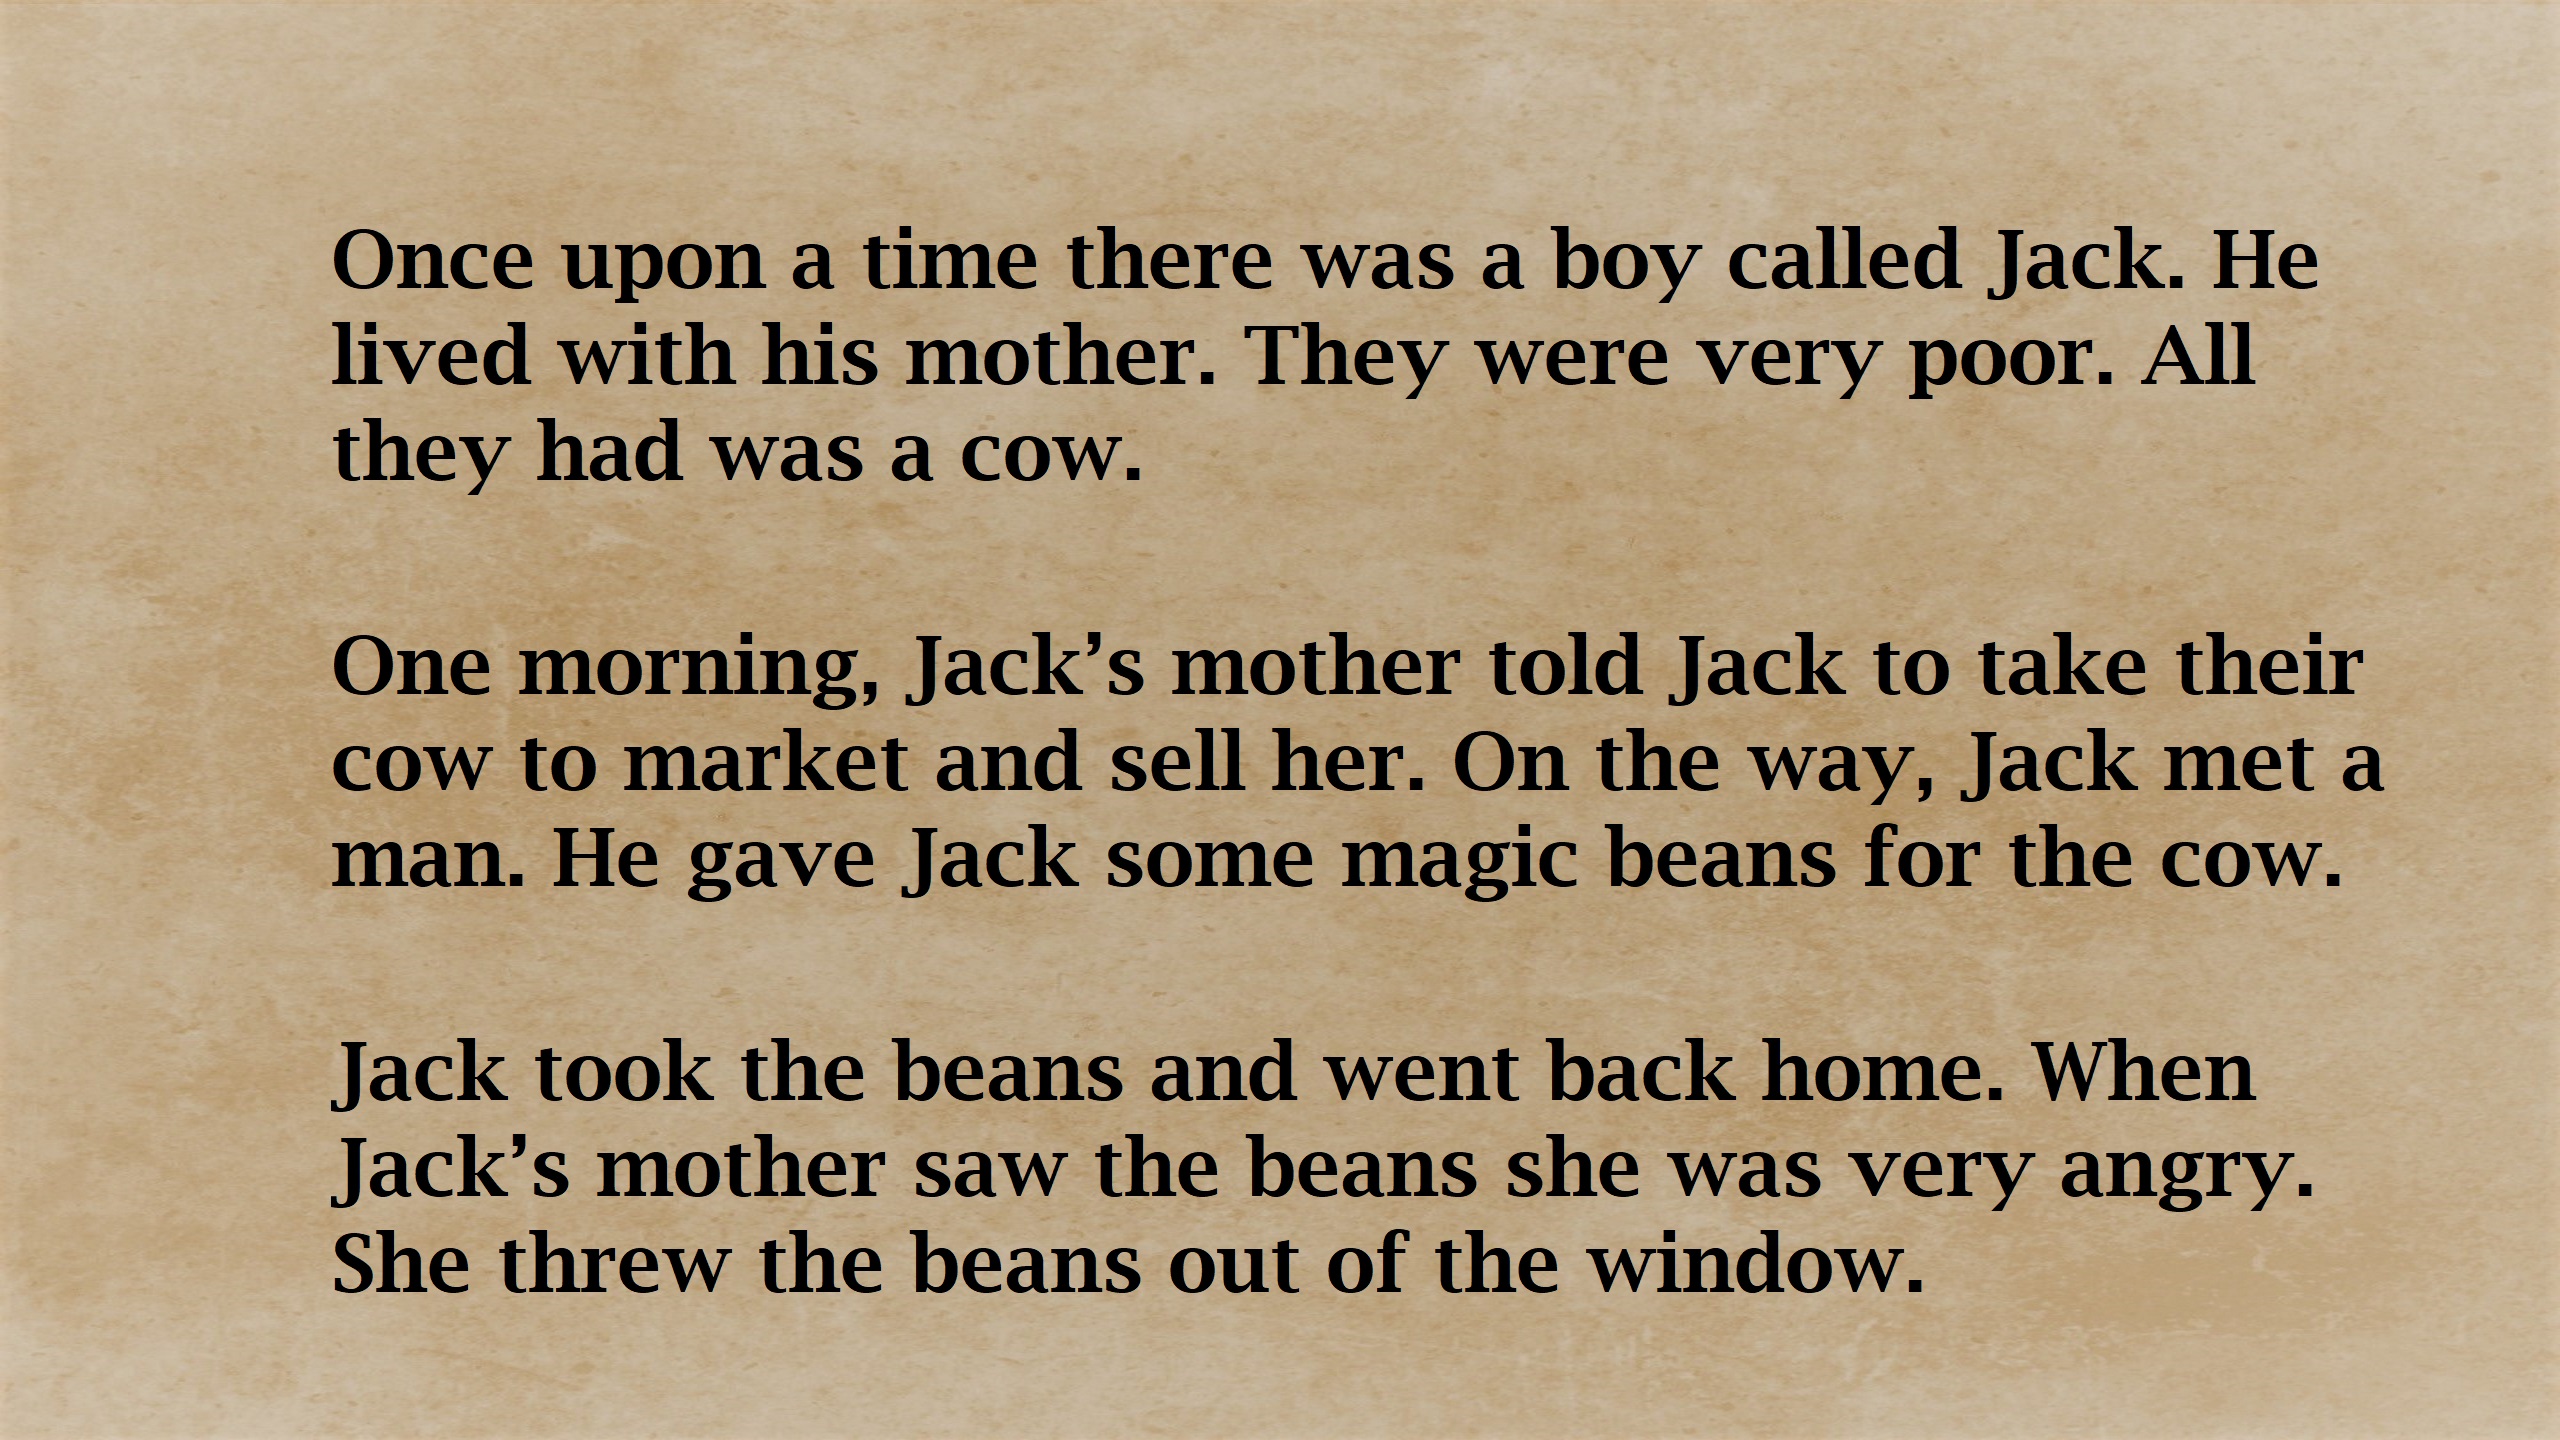 Once upon a time there was a boy called Jack. He
lived with his mother. They were very poor. All
they had was a cow.
One morning, Jack’s mother told Jack to take their
cow to market and sell her. On the way, Jack met a
man. He gave Jack some magic beans for the cow.
Jack took the beans and went back home. When
Jack’s mother saw the beans she was very angry.
She threw the beans out of the window.